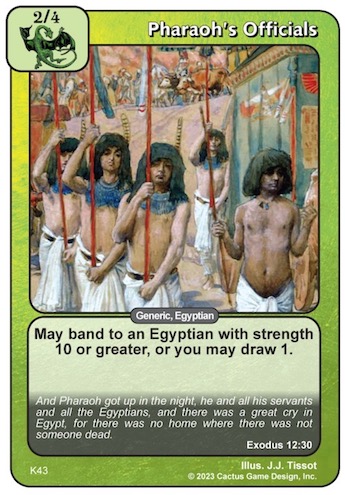 2/4
Pharaoh's Officials
Generic, Egyptian
May band to an Egyptian with strength
10 or greater, or you may draw 1.
And Pharaoh got up in the night, he and all his servants
and all the Egyptians, and there was a great cry in
Egypt, for there was no home where there was not
someone dead.
Exodus 12:30
Illus. J.J. Tissot
K43
© 2023 Cactus Game Design, Inc.